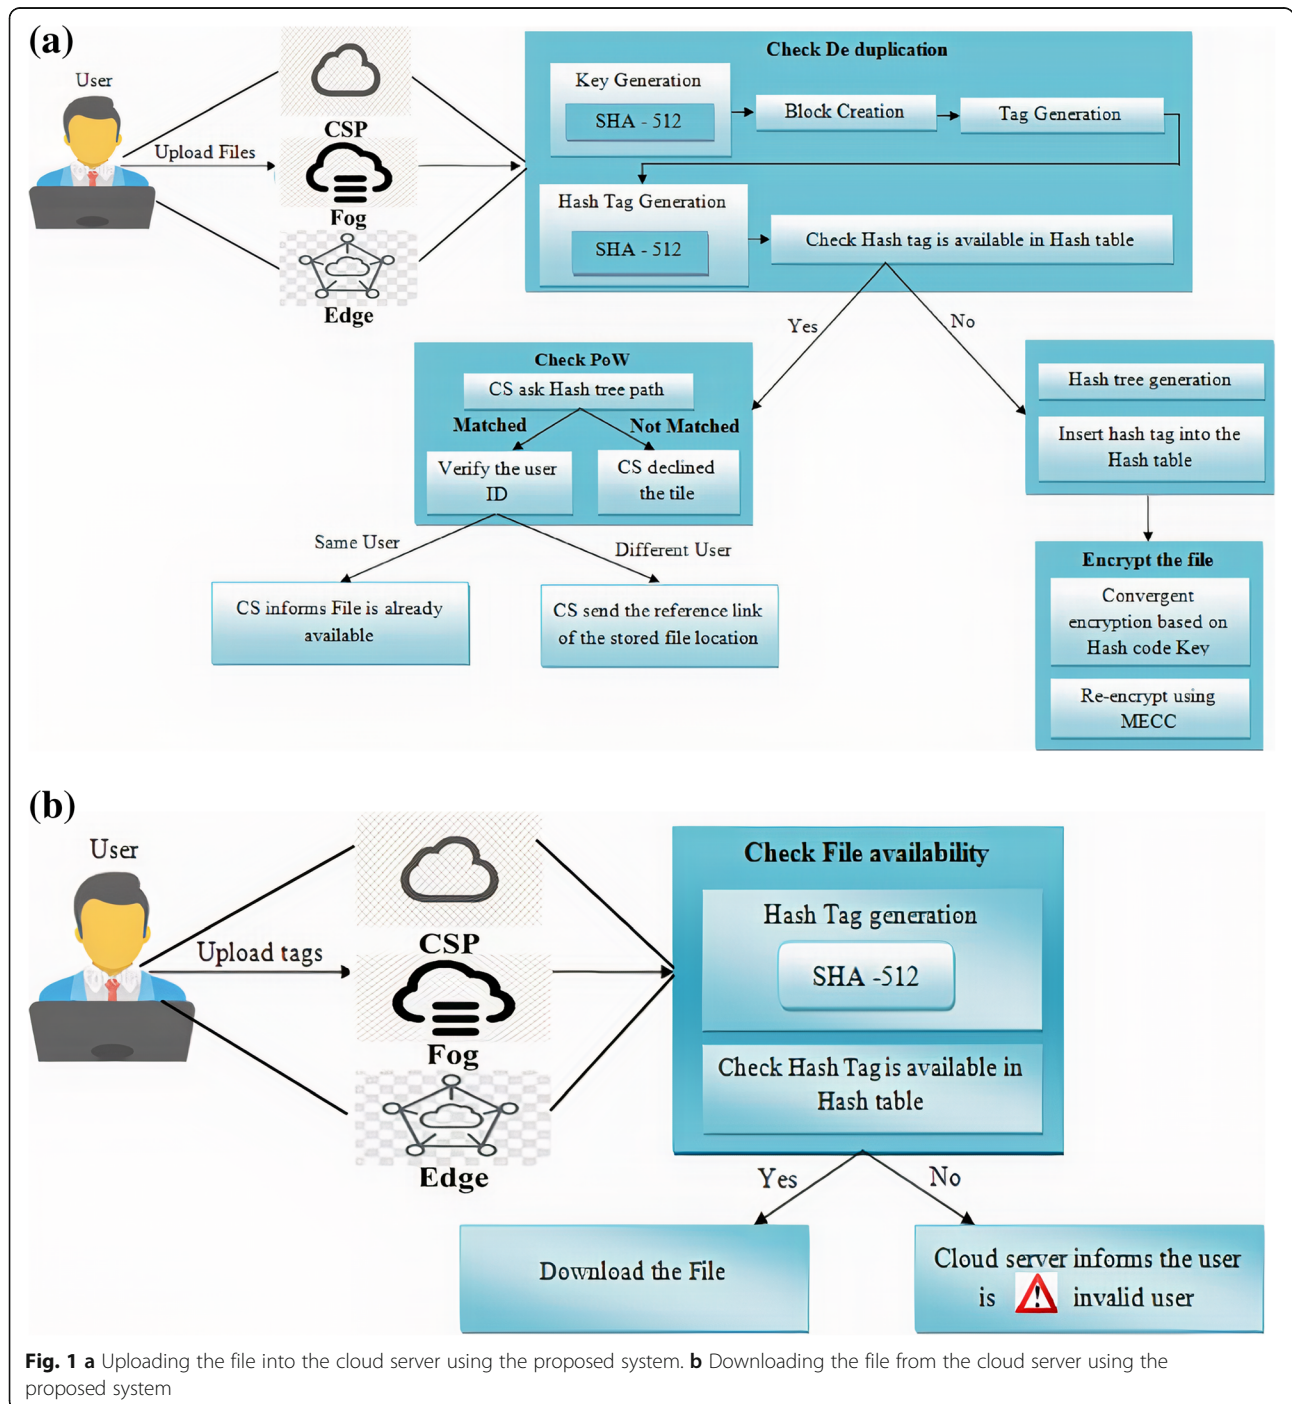 (a)
User
Upload Files
CSP
Fog
Edge
Check De duplication
Key Generation
SHA - 512
Block Creation
Tag Generation
Hash Tag Generation
SHA - 512
Check Hash tag is available in Hash table
Yes
No
Check PoW
CS ask Hash tree path
Matched
Not Matched
Verify the user
ID
CS declined
the tile
Same User
Different User
CS informs File is already
available
CS send the reference link
of the stored file location
Hash tree generation
Insert hash tag into the
Hash table
Encrypt the file
Convergent
encryption based on
Hash code Key
Re-encrypt using
MECC
(b)
User
Upload tags
CSP
Fog
Edge
Check File availability
Hash Tag generation
SHA -512
Check Hash Tag is available in
Hash table
Yes
No
Download the File
Cloud server informs the user
is invalid user
Fig. 1 a Uploading the file into the cloud server using the proposed system. b Downloading the file from the cloud server using the
proposed system